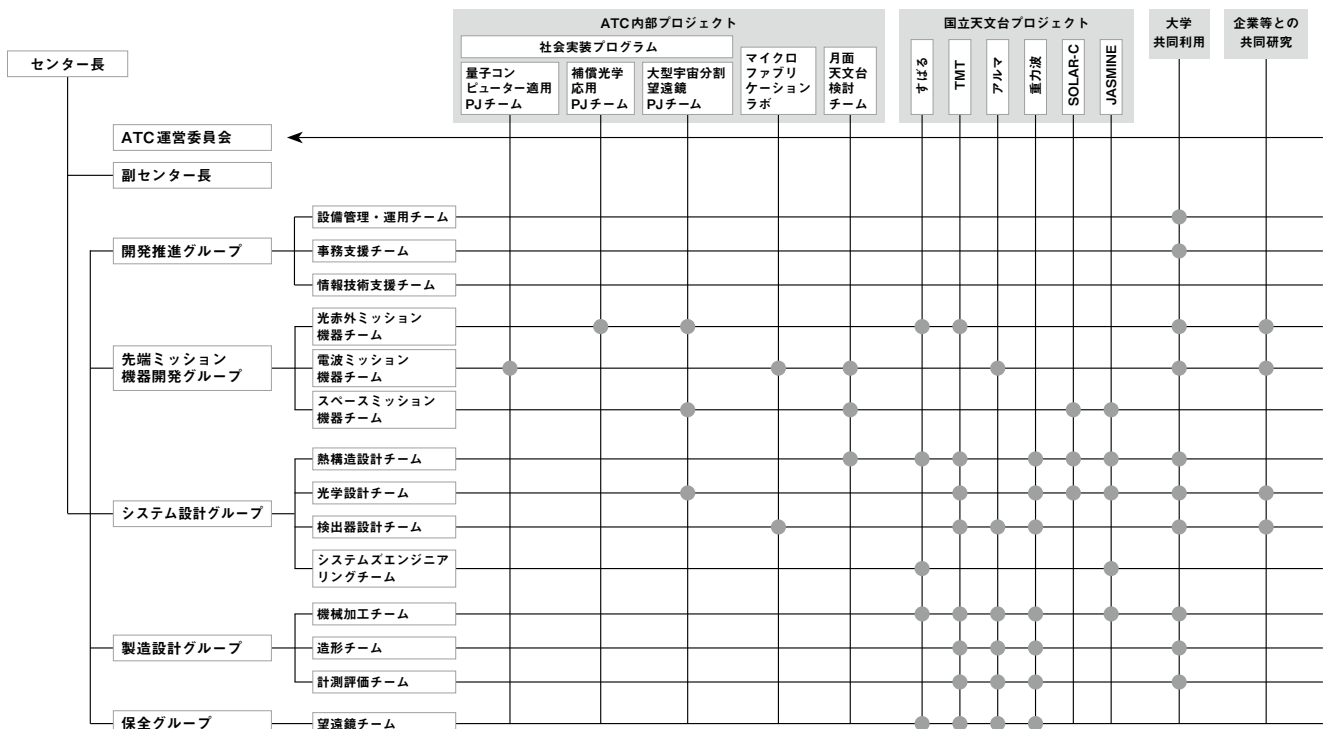 ATC内部プロジェクト
国立天文台プロジェクト
大学
共同利用
企業等との
共同研究
社会実装プログラム
量子コン
ピューター適用
PJチーム
補償光学
応用
PJチーム
大型宇宙分割
望遠鏡
PJチーム
マイクロ
ファブリ
ケーション
ラボ
月面
天文台
検討
チーム
すばる
TMT
アルマ
重力波
SOLAR-C
JASMINE
センター長
ATC運営委員会
副センター長
開発推進グループ
設備管理・運用チーム
事務支援チーム
情報技術支援チーム
先端ミッション
機器開発グループ
光赤外ミッション
機器チーム
電波ミッション
機器チーム
スペースミッション
機器チーム
システム設計グループ
熱構造設計チーム
光学設計チーム
検出器設計チーム
システムズエンジニア
リングチーム
製造設計グループ
機械加工チーム
造形チーム
計測評価チーム
保全グループ
望遠鏡チーム